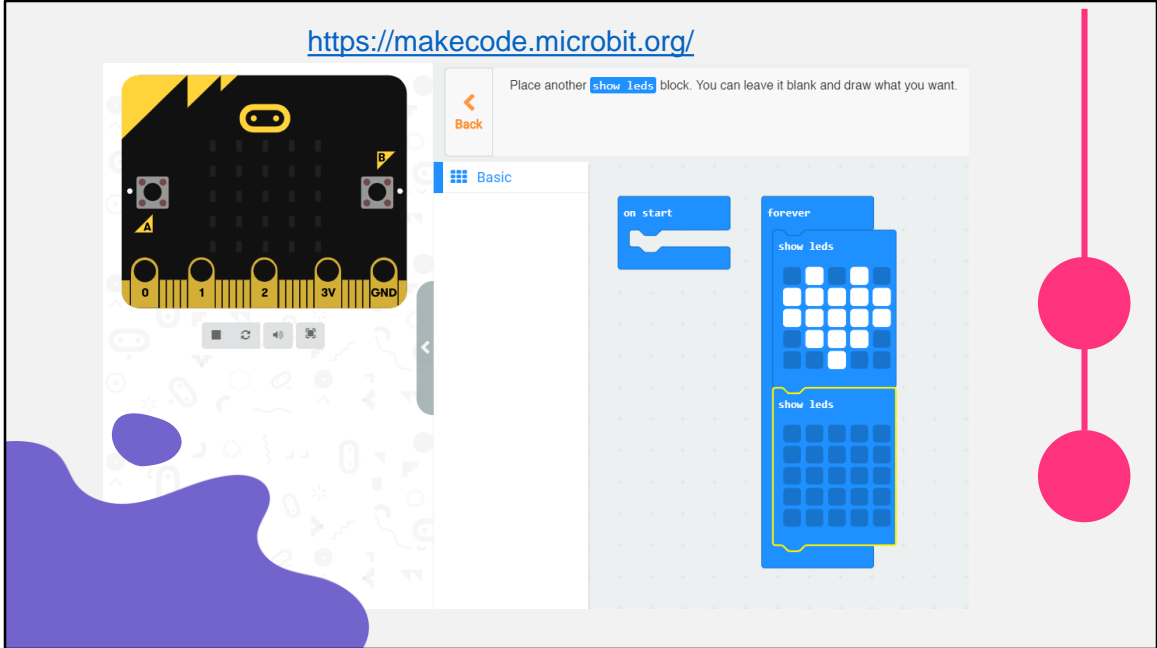 https://makecode.microbit.org/
Place another show leds block. You can leave it blank and draw what you want.
Back
Basic
B
A
0 1 2 3V GND
on start
forever
show leds
show leds